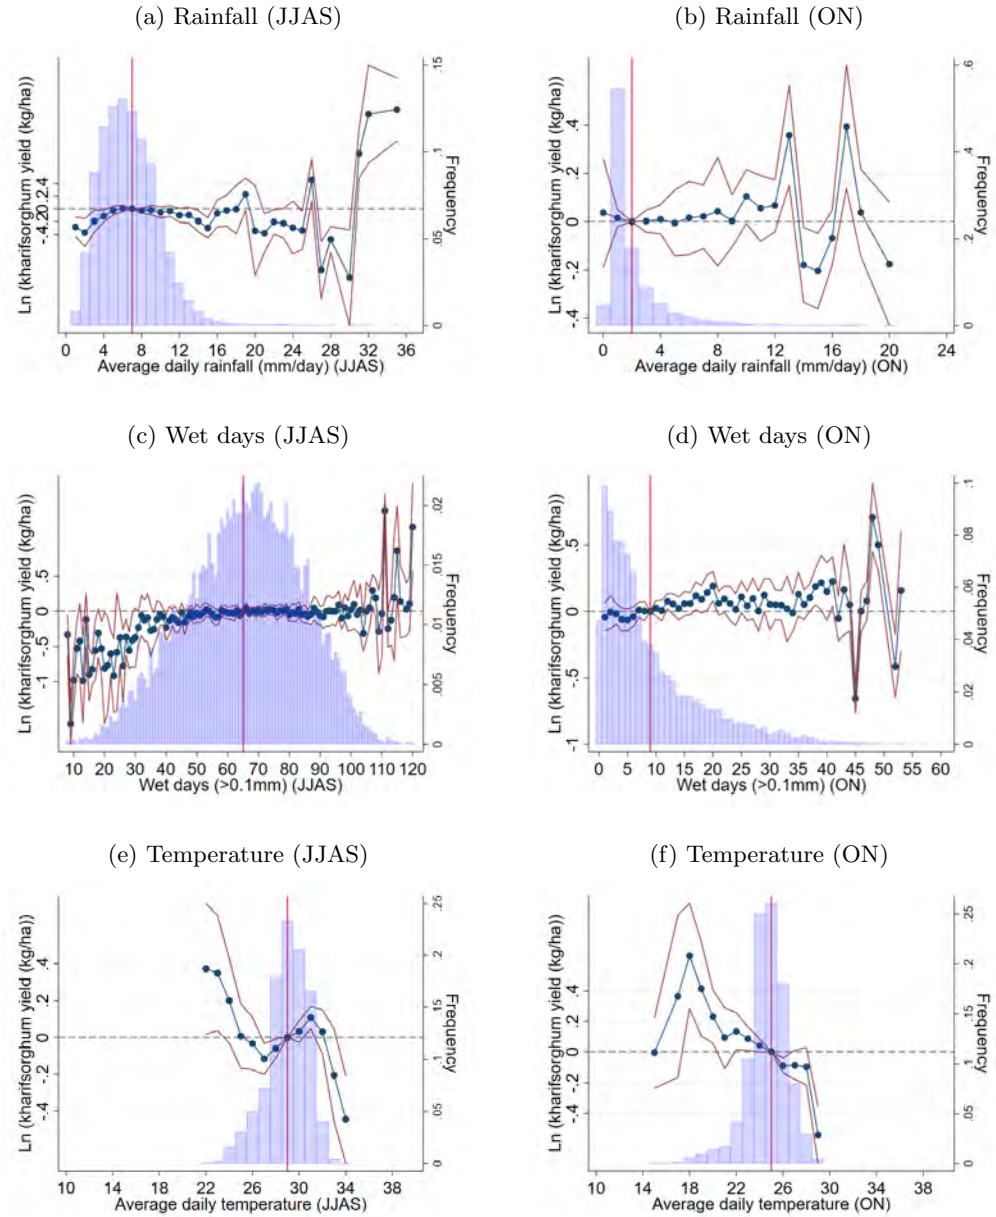 (a) Rainfall (JJAS)
(b) Rainfall (ON)
Ln (kharifsorghum yield (kg/ha))
-.4.20.2.4
0 4 8 12 16 20 24 28 32 36
Average daily rainfall (mm/day) (JJAS)
0 .05 .1 .15
Frequency
Ln (kharifsorghum yield (kg/ha))
-.4 -.2 0 .2 .4
0 4 8 12 16 20 24
Average daily rainfall (mm/day) (ON)
0 .2 .4 .6
Frequency
(c) Wet days (JJAS)
(d) Wet days (ON)
Ln (kharifsorghum yield (kg/ha))
-1 -.5 0 .5
10 20 30 40 50 60 70 80 90 100 110 120
Wet days (>0.1mm) (JJAS)
0 .005 .01 .015 .02
Frequency
Ln (kharifsorghum yield (kg/ha))
-1 -.5 0 .5
0 5 10 15 20 25 30 35 40 45 50 55 60
Wet days (>0.1mm) (ON)
0 .02 .04 .06 .08 .1
Frequency
(e) Temperature (JJAS)
(f) Temperature (ON)
Ln (kharifsorghum yield (kg/ha))
-.4 -.2 0 .2 .4
10 14 18 22 26 30 34 38
Average daily temperature (JJAS)
0 .05 .1 .15 .2 .25
Frequency
Ln (kharifsorghum yield (kg/ha))
-.4 -.2 0 .2 .4
10 14 18 22 26 30 34 38
Average daily temperature (ON)
0 .05 .1 .15 .2 .25
Frequency